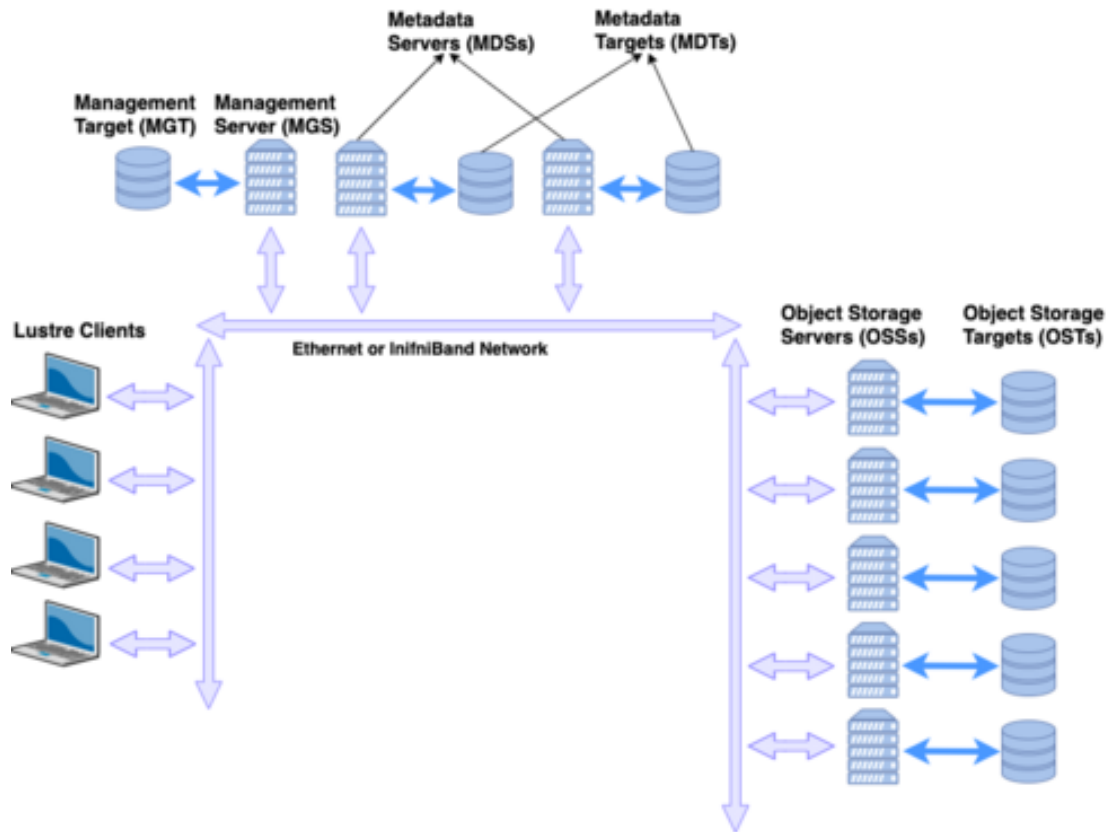 Metadata
Servers (MDSs)
Metadata
Targets (MDTs)
Management
Target (MGT)
Management
Server (MGS)
Lustre Clients
Ethernet or InifniBand Network
Object Storage
Servers (OSSs)
Object Storage
Targets (OSTs)